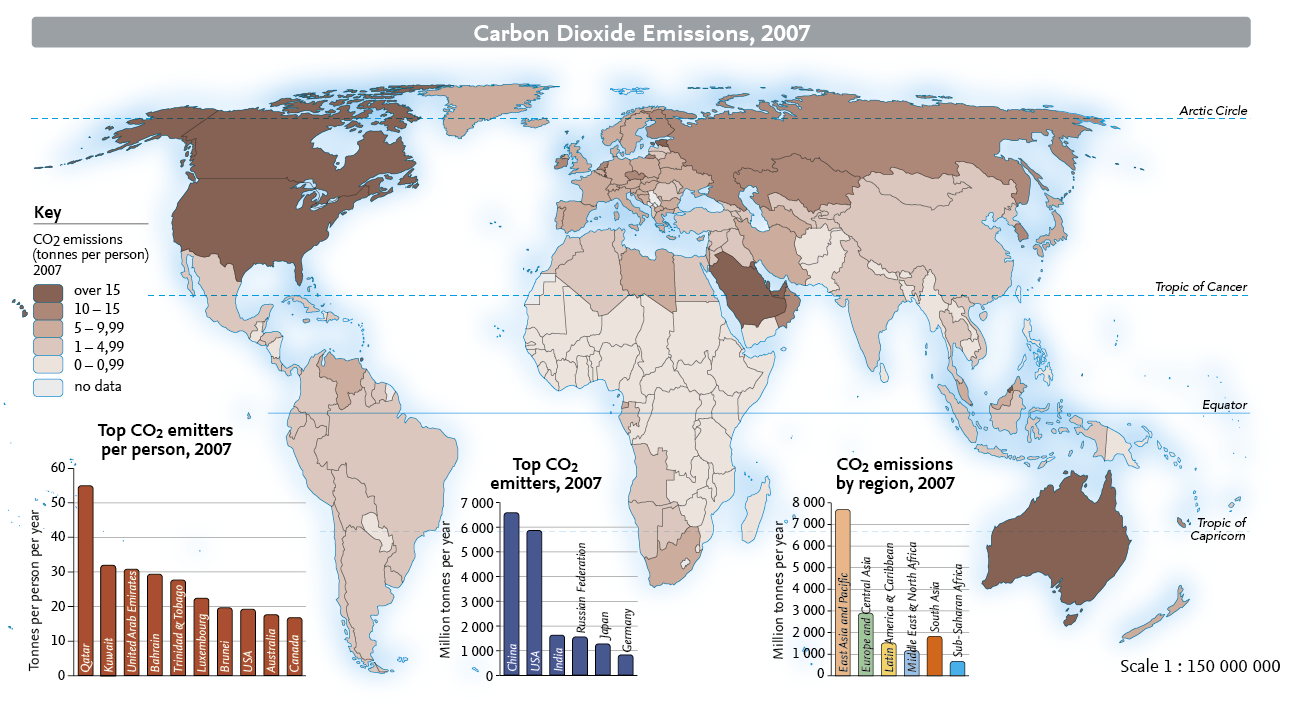 Carbon Dioxide Emissions, 2007
Arctic Circle
Key
CO2 emissions
(tonnes per person)
2007
over 15
10 – 15
5 – 9,99
1 – 4,99
0 – 0,99
no data
Tropic of Cancer
Equator
Tropic of
Capricorn
Top CO2 emitters
per person, 2007
Tonnes per person per year
60
50
40
30
20
10
0
Qatar
Kuwait
United Arab Emirates
Bahrain
Trinidad & Tobago
Luxembourg
Brunei
USA
Australia
Canada
Top CO2
emitters, 2007
Million tonnes per year
7 000
6 000
5 000
4 000
3 000
2 000
1 000
0
China
USA
India
Russian Federation
Japan
Germany
CO2 emissions
by region, 2007
Million tonnes per year
8 000
7 000
6 000
5 000
4 000
3 000
2 000
1 000
0
East Asia and Pacific
Europe and Central Asia
Latin America & Caribbean
Middle East & North Africa
South Asia
Sub-Saharan Africa
Scale 1 : 150 000 000